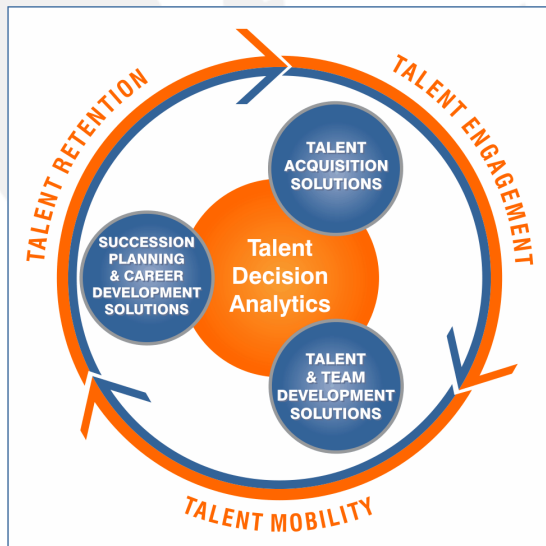 TALENT RETENTION
TALENT ENGAGEMENT
TALENT
ACQUISITION
SOLUTIONS
SUCCESSION
PLANNING
& CAREER
DEVELOPMENT
SOLUTIONS
Talent
Decision
Analytics
TALENT
& TEAM
DEVELOPMENT
SOLUTIONS
TALENT MOBILITY